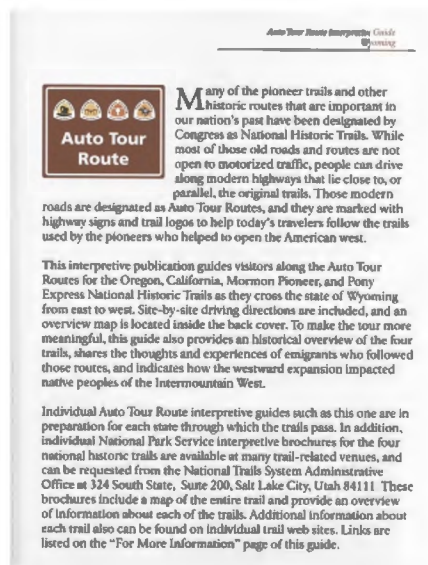 Auto Tour Route Interpretive Guide
Wyoming
Auto Tour
Route
Many of the pioneer trails and other
historic routes that are important in
our nation's past have been designated by
Congress as National Historic Trails. While
most of those old roads and routes are not
open to motorized traffic, people can drive
along modern highways that lie close to, or
parallel, the original trails. Those modern
roads are designated as Auto Tour Routes, and they are marked with
highway signs and trail logos to help today's travelers follow the trails
used by the pioneers who helped to open the American west.
This interpretive publication guides visitors along the Auto Tour
Routes for the Oregon, California, Mormon Pioneer, and Pony
Express National Historic Trails as they cross the state of Wyoming
from east to west. Site-by-site driving directions are included, and an
overview map is located inside the back cover. To make the tour more
meaningful, this guide also provides an historical overview of the four
trails, shares the thoughts and experiences of emigrants who followed
those routes, and indicates how the westward expansion impacted
native peoples of the Intermountain West.
Individual Auto Tour Route interpretive guides such as this one are in
preparation for each state through which the trails pass. In addition,
individual National Park Service interpretive brochures for the four
national historic trails are available at many trail-related venues, and
can be requested from the National Trails System Administrative
Office at 324 South State, Suite 200, Salt Lake City, Utah 84111 These
brochures include a map of the entire trail and provide an overview
of information about each of the trails. Additional information about
each trail also can be found on individual trail web sites. Links are
listed on the "For More Information" page of this guide.